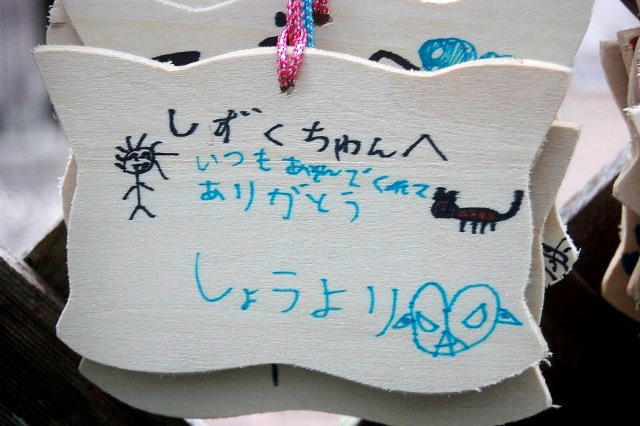 しずくちゃんへ
いつもあそんでくれて
ありがとう
しょうより